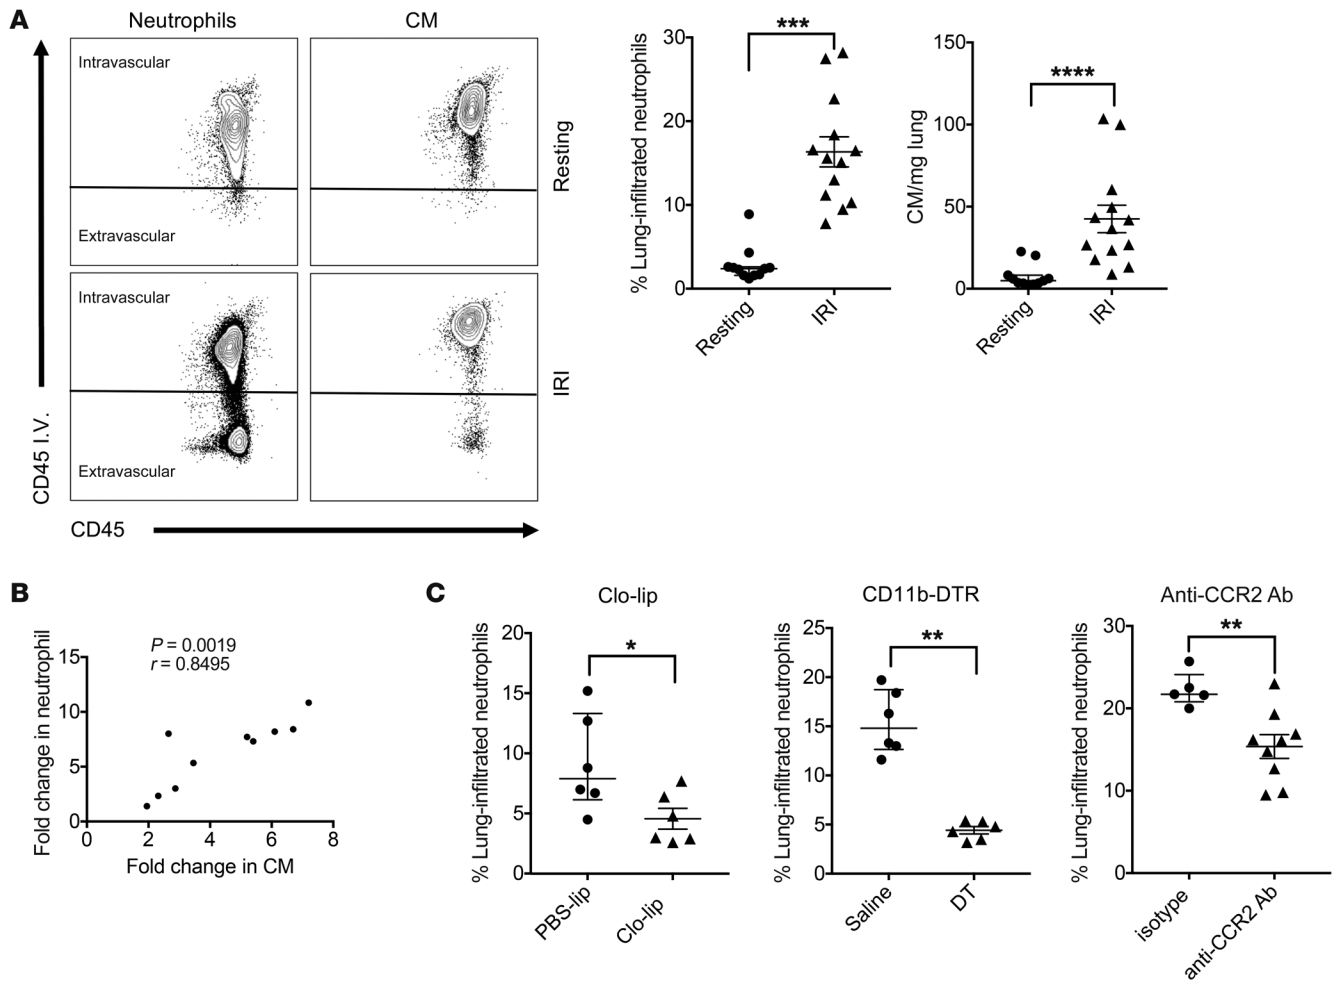 A
Neutrophils
CM
Intravascular
Extravascular
Resting
Intravascular
Extravascular
IRI
CD45 I.V.
CD45
% Lung-infiltrated neutrophils
30
20
10
0
***
Resting
IRI
CM/mg lung
150
100
50
0
****
Resting
IRI
B
Fold change in neutrophil
15
10
5
0
P = 0.0019
r = 0.8495
0 2 4 6 8
Fold change in CM
C
Clo-lip
% Lung-infiltrated neutrophils
20
15
10
5
0
*
PBS-lip
Clo-lip
CD11b-DTR
% Lung-infiltrated neutrophils
25
20
15
10
5
0
**
Saline
DT
Anti-CCR2 Ab
% Lung-infiltrated neutrophils
30
20
10
0
**
isotype
anti-CCR2 Ab